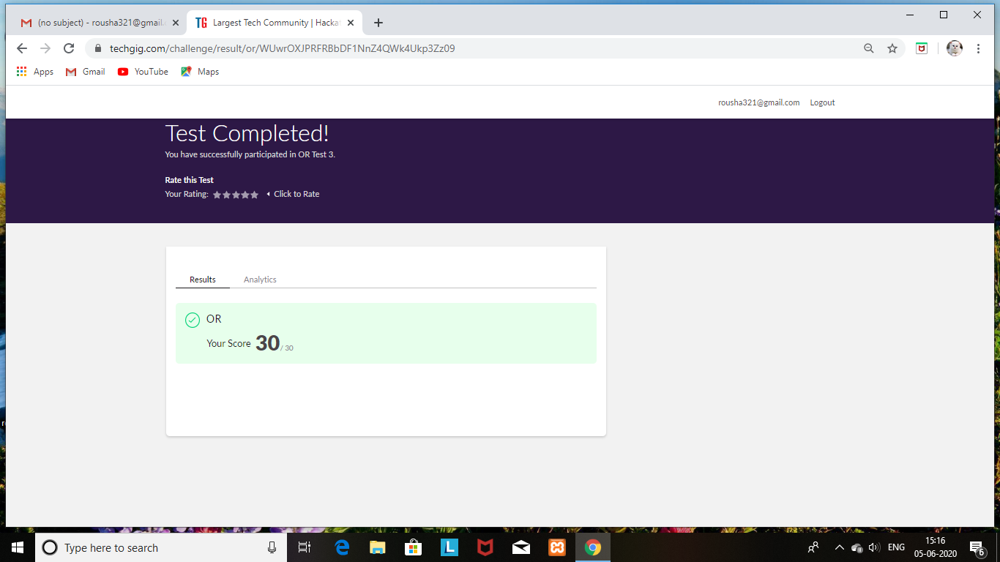 (no subject) - rousha321@gmail.
Largest Tech Community | Hacka
techgig.com/challenge/result/or/WUwrOXJPRFRBbDF1NnZ4QWk4Ukp3Zz09
Apps Gmail YouTube Maps
rousha321@gmail.com Logout
Test Completed!
You have successfully participated in OR Test 3.
Rate this Test
Your Rating: Click to Rate
Results Analytics
OR
Your Score 30 / 30
Type here to search
ENG
15:16
05-06-2020
6